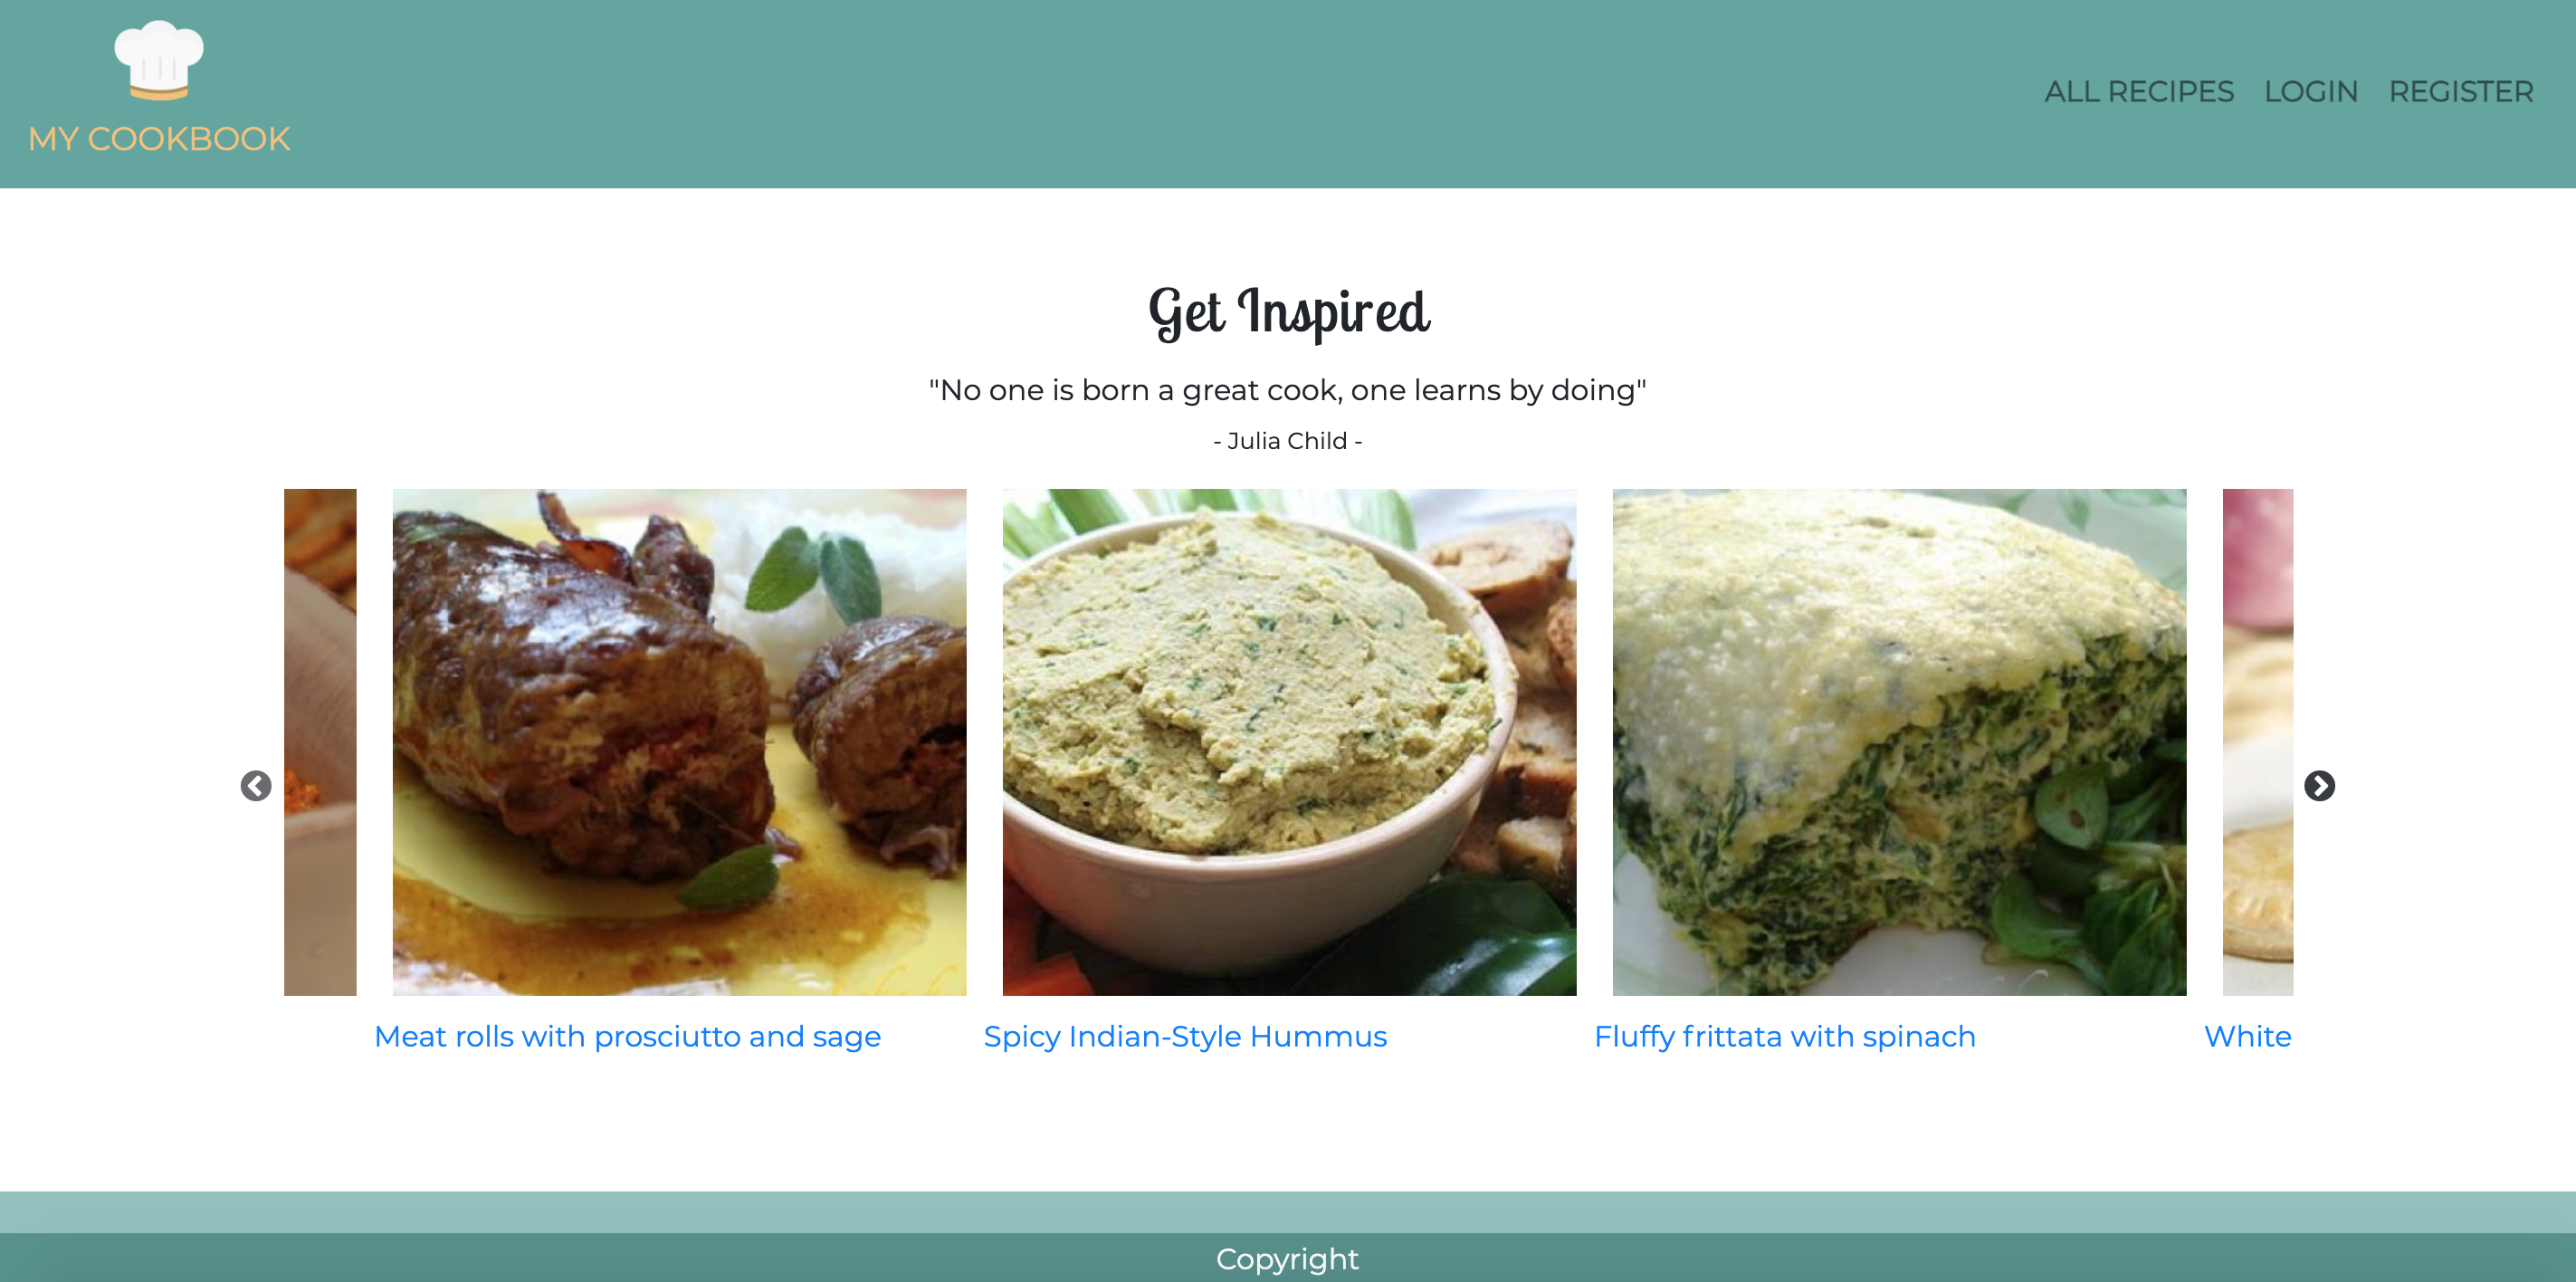 MY COOKBOOK
ALL RECIPES LOGIN REGISTER
Get Inspired
"No one is born a great cook, one learns by doing"
- Julia Child -
Meat rolls with prosciutto and sage
Spicy Indian-Style Hummus
Fluffy frittata with spinach
White
Copyright